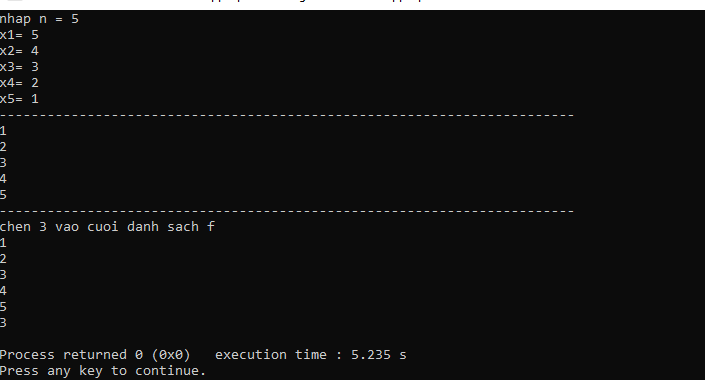 nhap n = 5
x1= 5
x2= 4
x3= 3
x4= 2
x5= 1
------------------------------------------------------------------------
1
2
3
4
5
------------------------------------------------------------------------
chen 3 vao cuoi danh sach f
1
2
3
4
5
3
Process returned 0 (0x0)   execution time : 5.235 s
Press any key to continue.